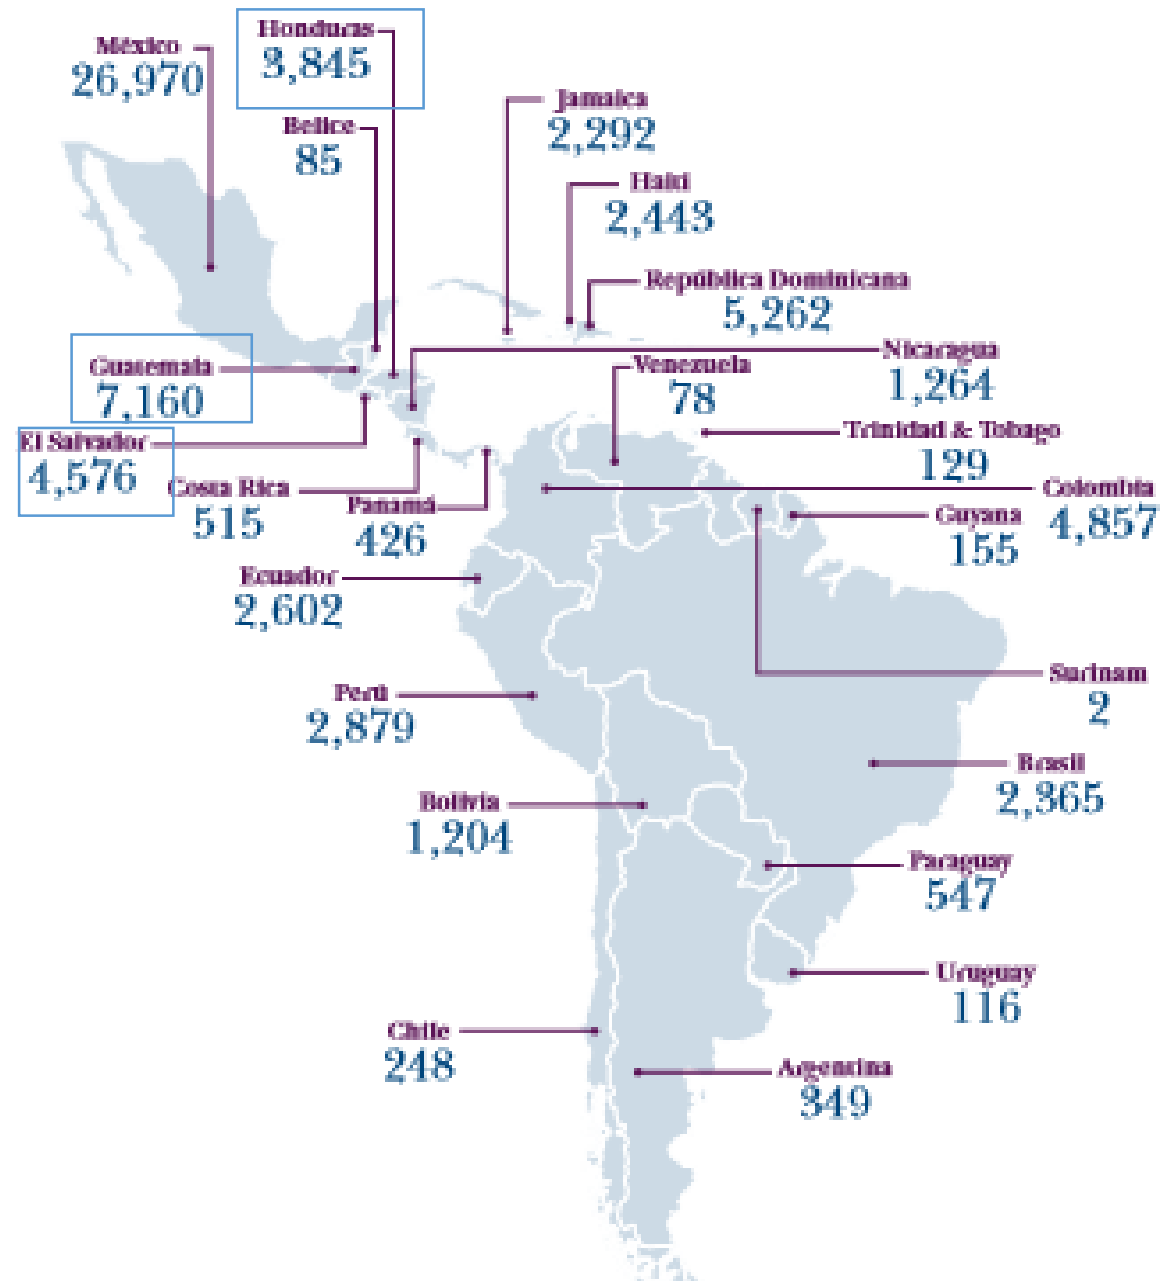 Honduras
3,845
México
26,970
Jamaica
2,292
Belice
85
Haití
2,443
República Dominicana
5,262
Nicaragua
1,264
Venezuela
78
Guatemala
7,160
Trinidad & Tobago
129
El Salvador
4,576
Costa Rica
515
Panamá
426
Colombia
4,857
Guyana
155
Ecuador
2,602
Surinam
2
Perú
2,879
Brasil
2,365
Bolivia
1,204
Paraguay
547
Uruguay
116
Chile
248
Argentina
349